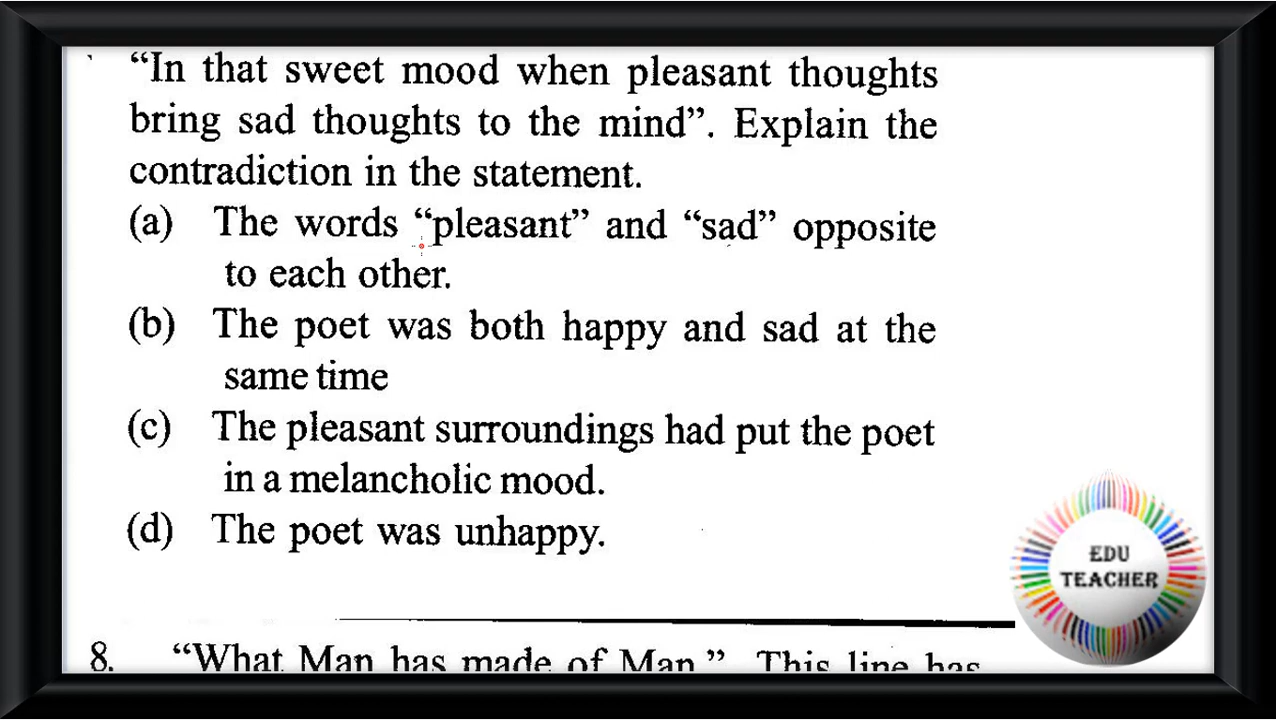 “In that sweet mood when pleasant thoughts
bring sad thoughts to the mind”. Explain the
contradiction in the statement.
(a) The words “pleasant” and “sad” opposite
to each other.
(b) The poet was both happy and sad at the
same time
(c) The pleasant surroundings had put the poet
in a melancholic mood.
(d) The poet was unhappy.
EDU
TEACHER
8. “What Man has made of Man.” This line has